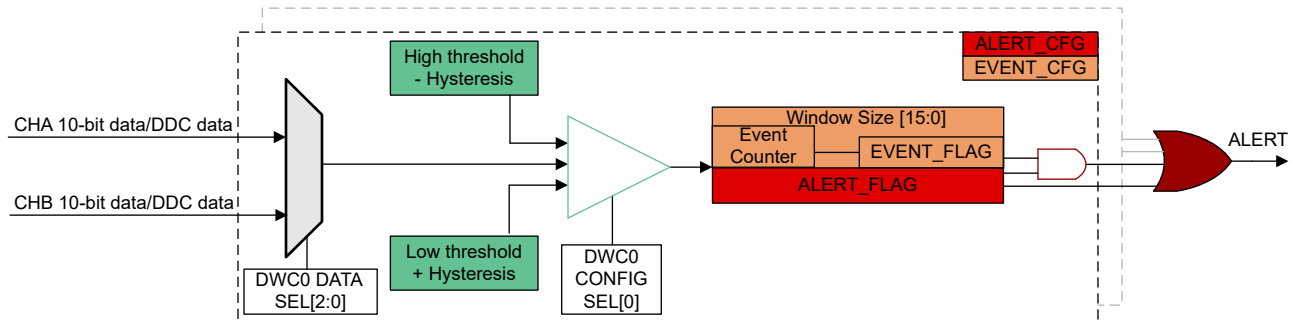 High threshold
- Hysteresis
ALERT_CFG
EVENT_CFG
CHA 10-bit data/DDC data
CHB 10-bit data/DDC data
Window Size [15:0]
Event
Counter
EVENT_FLAG
ALERT_FLAG
ALERT
Low threshold
+ Hysteresis
DWC0 DATA
SEL[2:0]
DWC0
CONFIG
SEL[0]